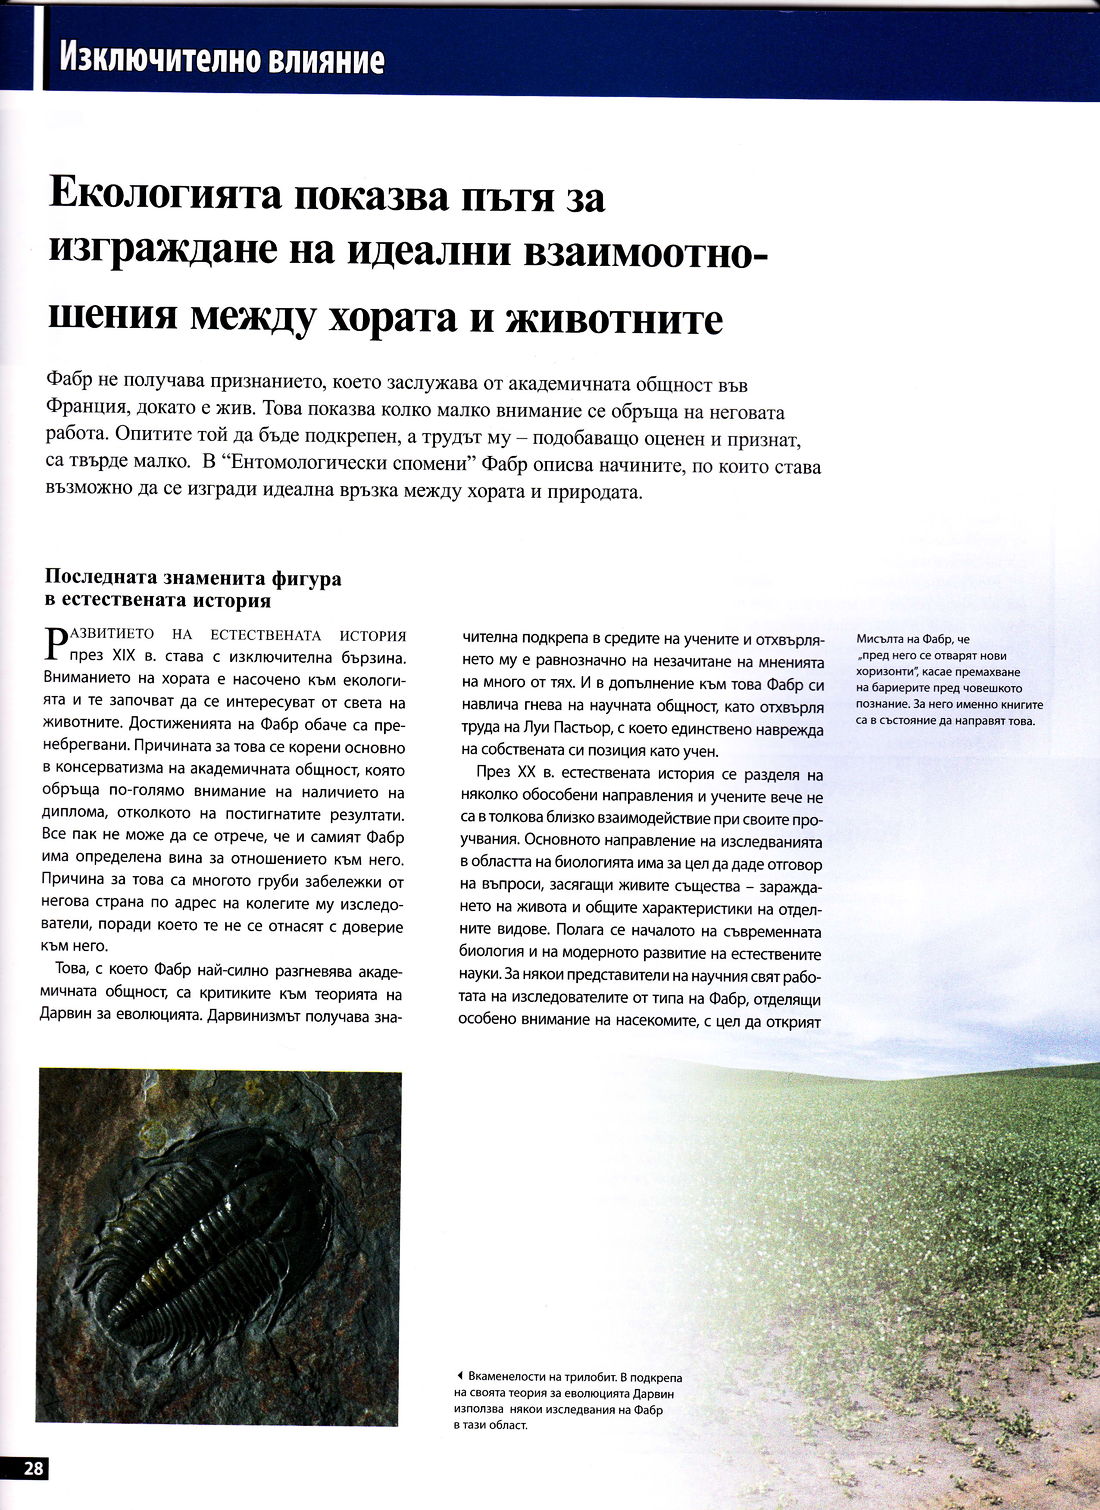 Изключително влияние
Екологията показва пътя за
изграждане на идеални взаимоотно-
шения между хората и животните
Фабр не получава признанието, което заслужава от академичната общност във
Франция, докато е жив. Това показва колко малко внимание се обръща на неговата
работа. Опитите той да бъде подкрепен, а трудът му – подобаващо оценен и признат,
са твърде малко. В “Ентомологически спомени” Фабр описва начините, по които става
възможно да се изгради идеална връзка между хората и природата.
Последната знаменита фигура
в естествената история
РАЗВИТИЕТО НА ЕСТЕСТВЕНАТА ИСТОРИЯ
през XIX в. става с изключителна бързина.
Вниманието на хората е насочено към екологи-
ята и те започват да се интересуват от света на
животните. Достиженията на Фабр обаче са пре-
небрегвани. Причината за това се корени основно
в консерватизма на академичната общност, която
обръща по-голямо внимание на наличието на
диплома, отколкото на постигнатите резултати.
Все пак не може да се отрече, че и самият Фабр
има определена вина за отношението към него.
Причина за това са многото груби забележки от
негова страна по адрес на колегите му изследо-
ватели, поради което те не се отнасят с доверие
към него.
Това, с което Фабр най-силно разгневява акаде-
мичната общност, са критиките към теорията на
Дарвин за еволюцията. Дарвинизмът получава зна-
чителна подкрепа в средите на учените и отхвърля-
нето му е равнозначно на незачитане на мненията
на много от тях. И в допълнение към това Фабр си
навлича гнева на научната общност, като отхвърля
труда на Луи Пастьор, с което единствено наврежда
на собствената си позиция като учен.
През XX в. естествената история се разделя на
няколко обособени направления и учените вече не
са в толкова близко взаимодействие при своите про-
учвания. Основното направление на изследванията
в областта на биологията има за цел да даде отговор
на въпроси, засягащи живите същества – заражда-
нето на живота и общите характеристики на отдел-
ните видове. Полага се началото на съвременната
биология и на модерното развитие на естествените
науки. За някои представители на научния свят рабо-
тата на изследователите от типа на Фабр, отделящи
особено внимание на насекомите, с цел да открият
Мисълта на Фабр, че
„пред него се отварят нови
хоризонти”, касае премахване
на бариерите пред човешкото
познание. За него именно книгите
са в състояние да направят това.
Вкаменелости на трилобит. В подкрепа
на своята теория за еволюцията Дарвин
използва някои изследвания на Фабр
в тази област.
28